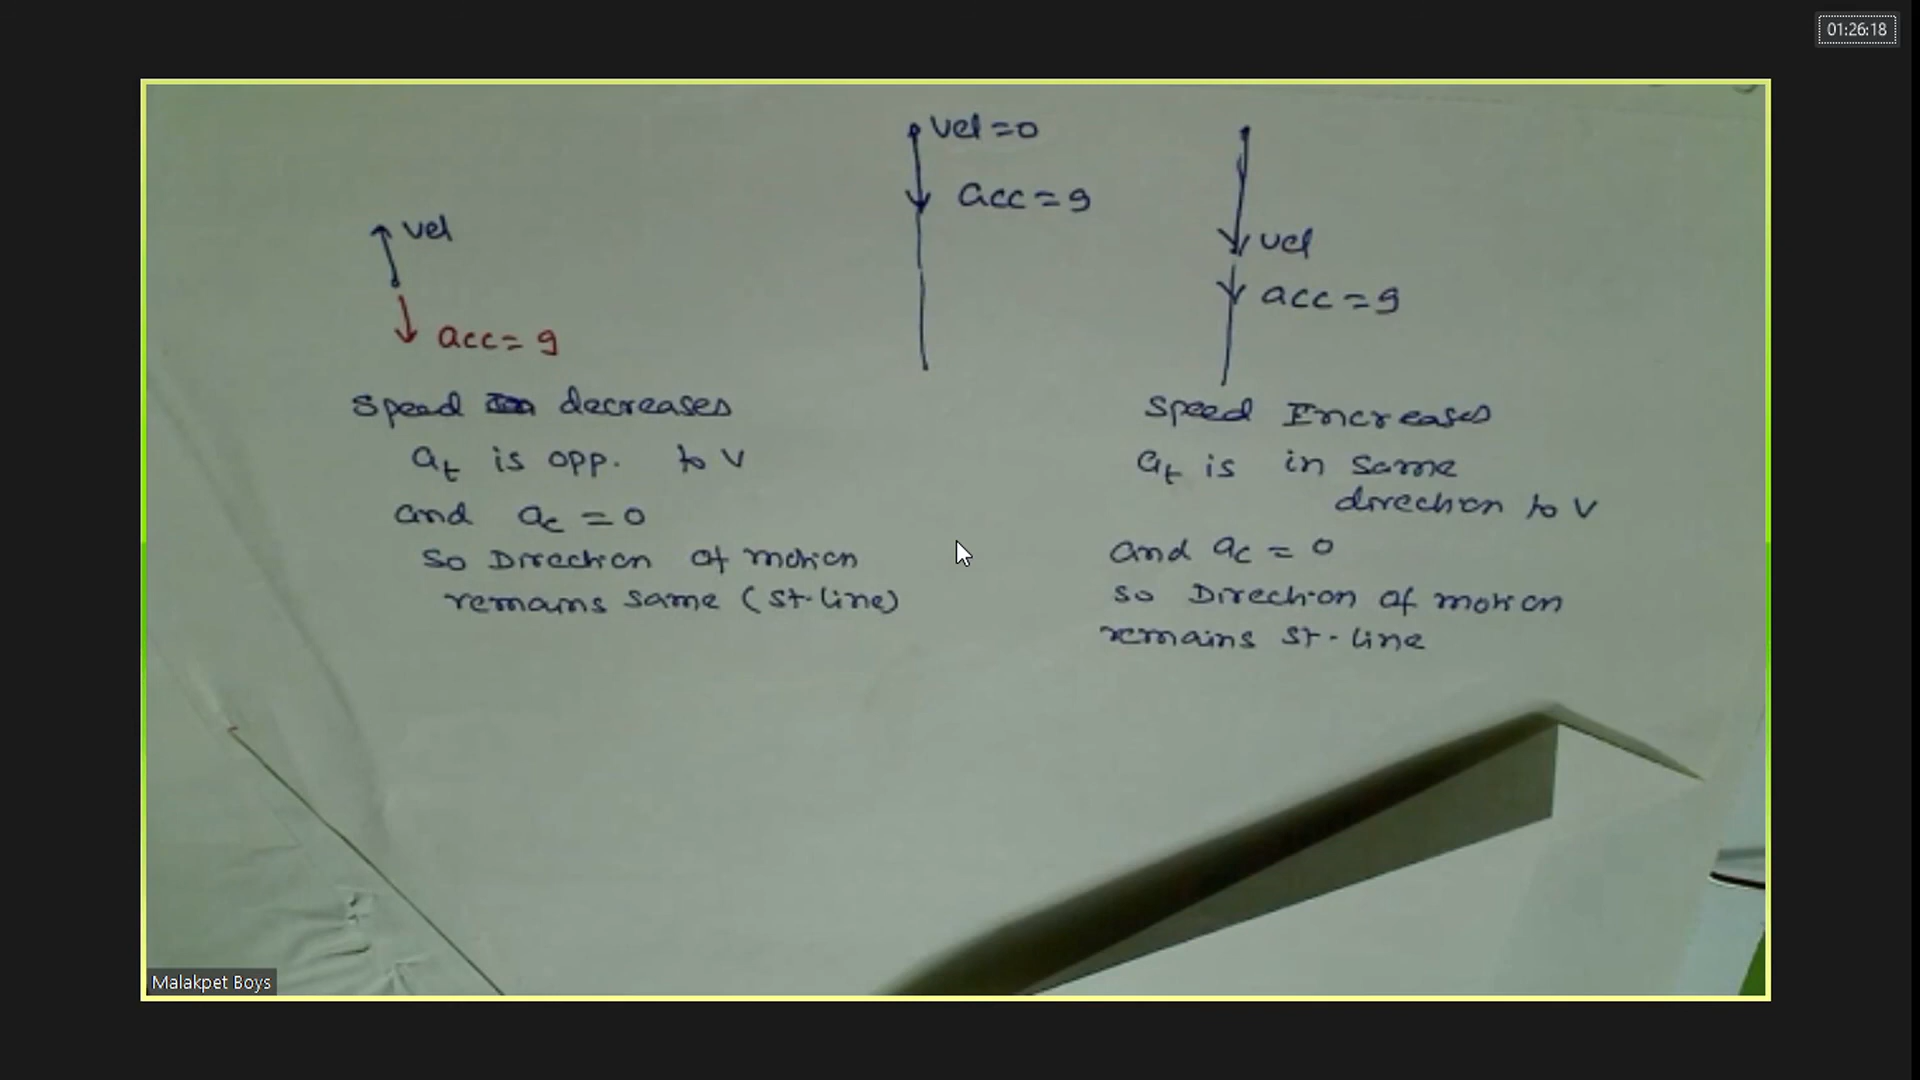 01:26:18
vel = 0
acc = g
vel
acc = g
vel
acc = g
Speed decreases
at is opp. to v
and ac = 0
so Direction of motion
remains same (st-line)
Speed Increases
at is in same
direction to v
and ac = 0
so Direction of motion
remains st-line
Malakpet Boys